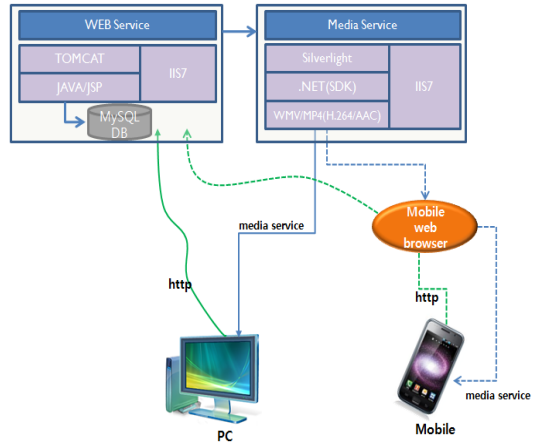 WEB Service
Media Service
TOMCAT
JAVA/JSP
IIS7
MySQL
DB
Silverlight
.NET(SDK)
WMV/MP4(H.264/AAC)
IIS7
Mobile
web
browser
media service
http
http
media service
PC
Mobile